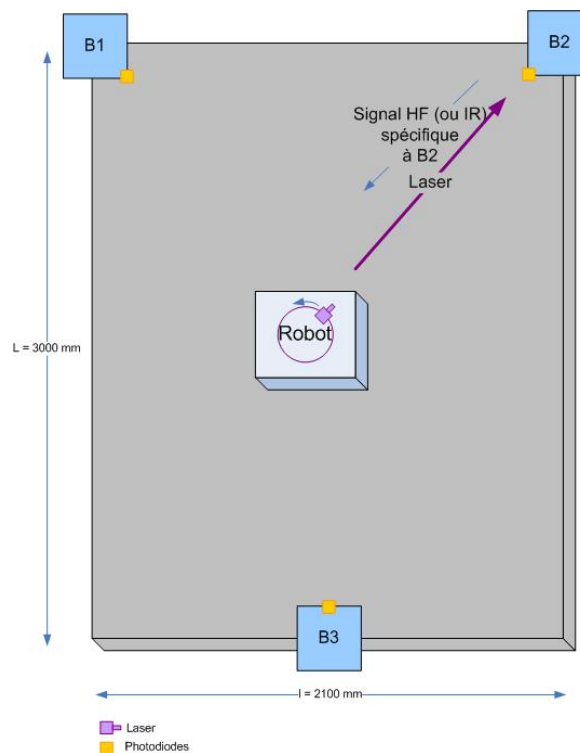 B1
B2
Signal HF (ou IR)
spécifique
à B2
Laser
Robot
L = 3000 mm
B3
l = 2100 mm
Laser
Photodiodes